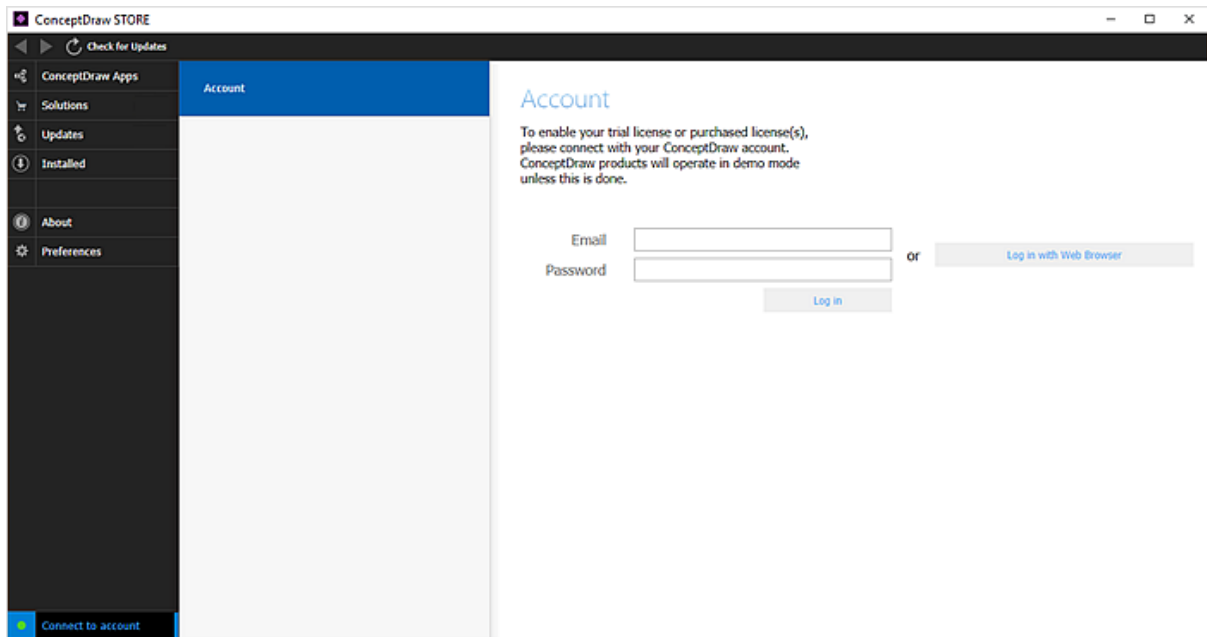 ConceptDraw STORE
Check for Updates
ConceptDraw Apps
Solutions
Updates
Installed
About
Preferences
Connect to account
Account
Account
To enable your trial license or purchased license(s),
please connect with your ConceptDraw account.
ConceptDraw products will operate in demo mode
unless this is done.
Email
Password
Log in
or
Log in with Web Browser